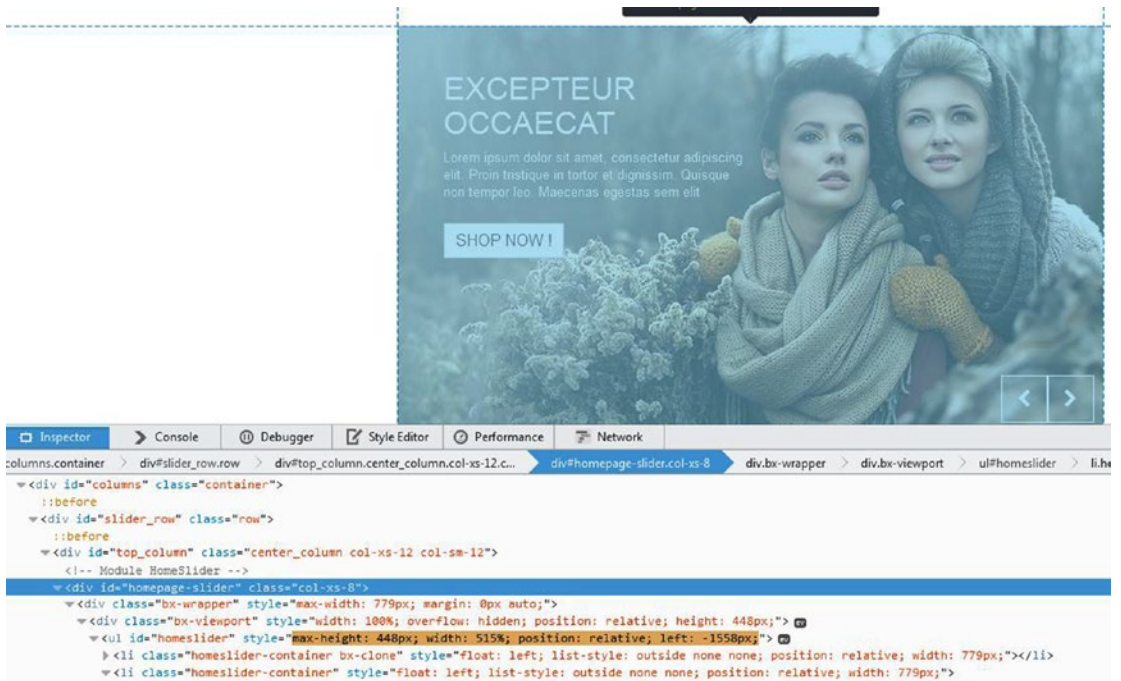 EXCEPTEUR
OCCAECAT
Lorem ipsum dolor sit amet, consectetur adipiscing
elit. Proin tristique in tortor et dignissim. Quisque
non tempor leo. Maecenas egestas sem elit
SHOP NOW !
Inspector Console Debugger Style Editor Performance Network
columns.container div#slider_row.row div#top_column.center_column.col-xs-12.c... div#homepage-slider.col-xs-8 div.bx-wrapper div.bx-viewport ul#homeslider li.he
<div id="columns" class="container">
::before
<div id="slider_row" class="row">
::before
<div id="top_column" class="center_column col-xs-12 col-sm-12">
<!-- Module HomeSlider -->
<div id="homepage-slider" class="col-xs-8">
<div class="bx-wrapper" style="max-width: 779px; margin: 0px auto;">
<div class="bx-viewport" style="width: 100%; overflow: hidden; position: relative; height: 448px;"> ev
<ul id="homeslider" style="max-height: 448px; width: 515%; position: relative; left: -1558px;"> ev
<li class="homeslider-container bx-clone" style="float: left; list-style: outside none none; position: relative; width: 779px;"></li>
<li class="homeslider-container" style="float: left; list-style: outside none none; position: relative; width: 779px;">